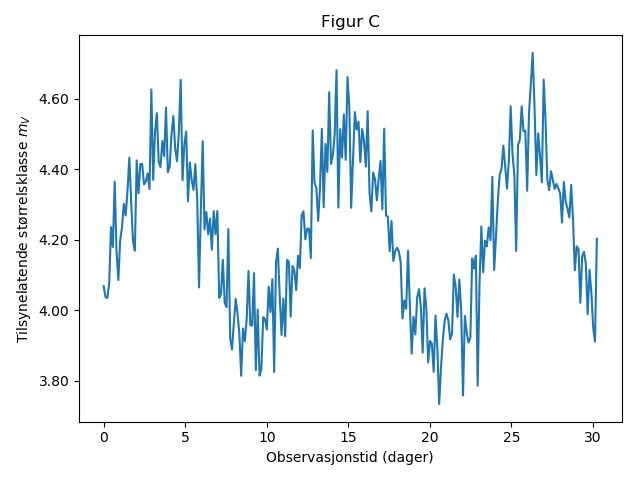 Figur C
Tilsynelatende størrelsklasse $m_V$
4.60
4.40
4.20
4.00
3.80
0 5 10 15 20 25 30
Observasjonstid (dager)